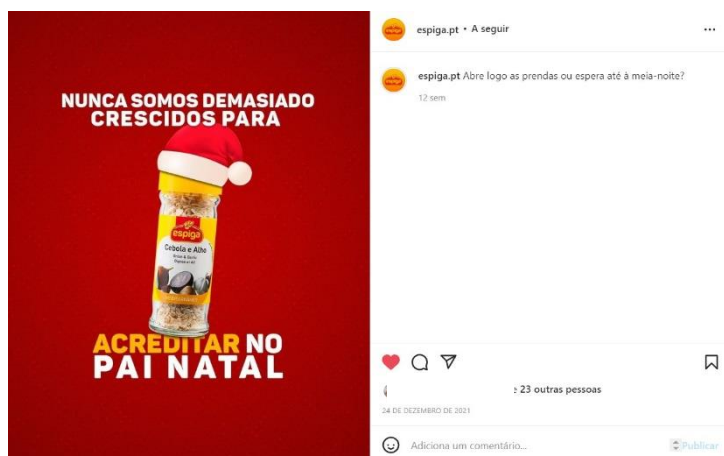 NUNCA SOMOS DEMASIADO
CRESCIDOS PARA
espiga
Cebola e Alho
ACREDITAR NO
PAI NATAL
espiga.pt • A seguir
espiga.pt Abre logo as prendas ou espera até à meia-noite?
12 sem
e 23 outras pessoas
24 DE DEZEMBRO DE 2021
Adiciona um comentário...
Publicar